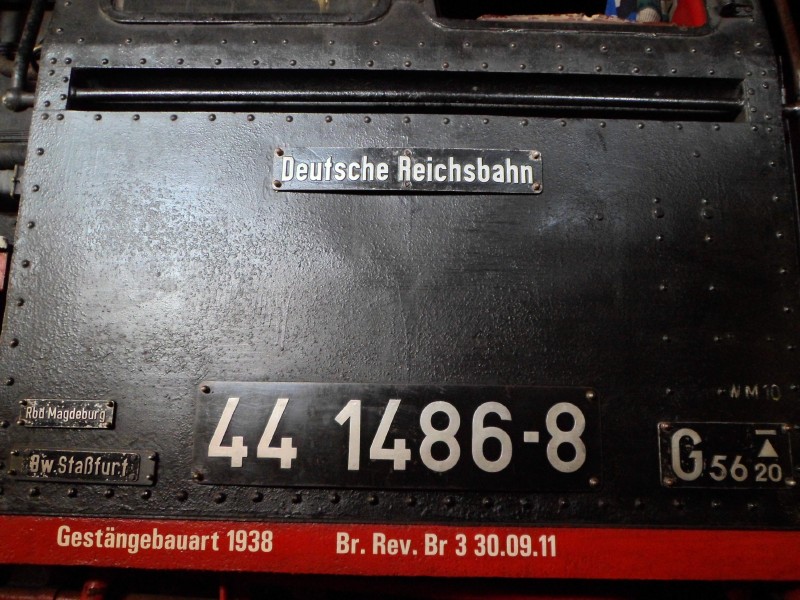 Deutsche Reichsbahn
Rbd Magdeburg
Bw. Staßfurt
44 1486-8
WM10
G 56 20
Gestängebauart 1938 Br. Rev. Br 3 30.09.11